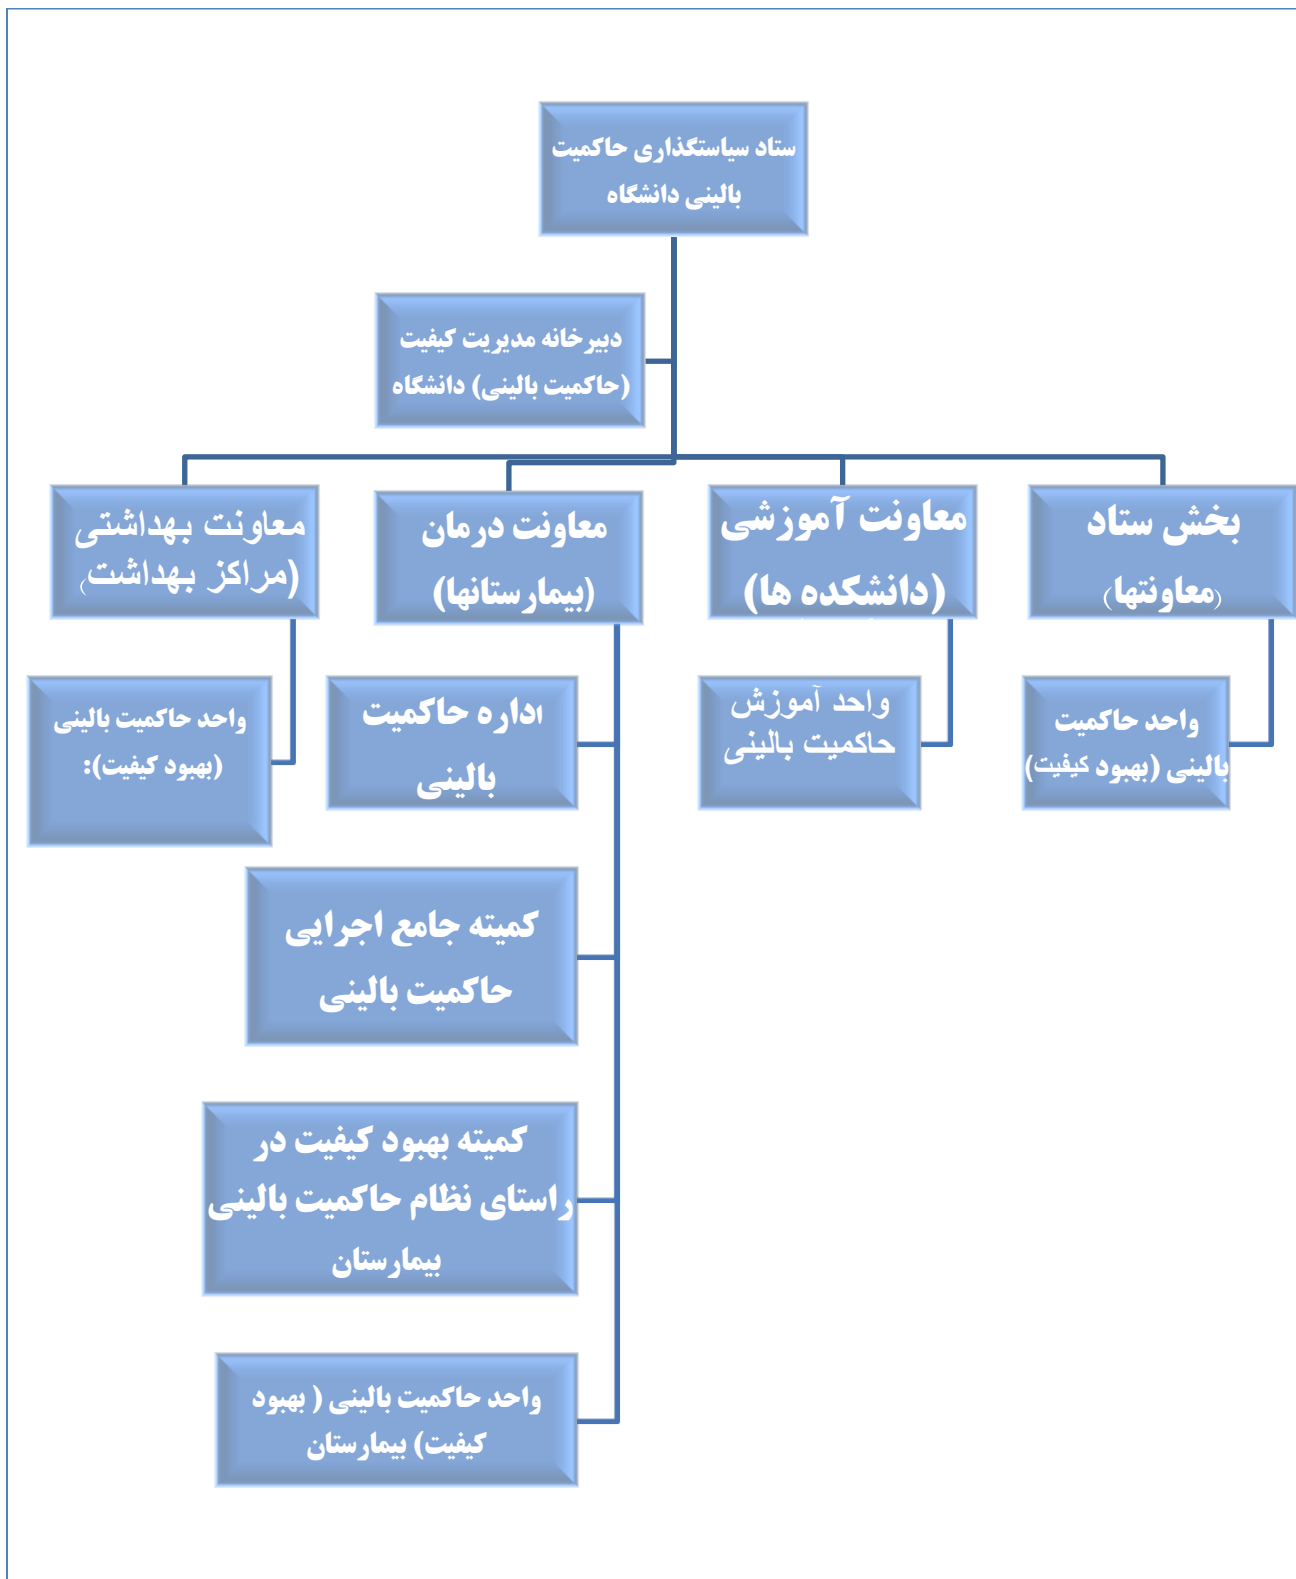 ستاد سیاستگذاری حاکمیت
بالینی دانشگاه
دبیرخانه مدیریت کیفیت
(حاکمیت بالینی) دانشگاه
بخش ستاد
(معاونتها)
معاونت آموزشی
(دانشکده ها)
معاونت درمان
(بیمارستانها)
معاونت بهداشتی
(مراکز بهداشت)
واحد حاکمیت
بالینی (بهبود کیفیت)
واحد آموزش
حاکمیت بالینی
اداره حاکمیت
بالینی
واحد حاکمیت بالینی
(بهبود کیفیت):
کمیته جامع اجرایی
حاکمیت بالینی
کمیته بهبود کیفیت در
راستای نظام حاکمیت بالینی
بیمارستان
واحد حاکمیت بالینی ( بهبود
کیفیت) بیمارستان